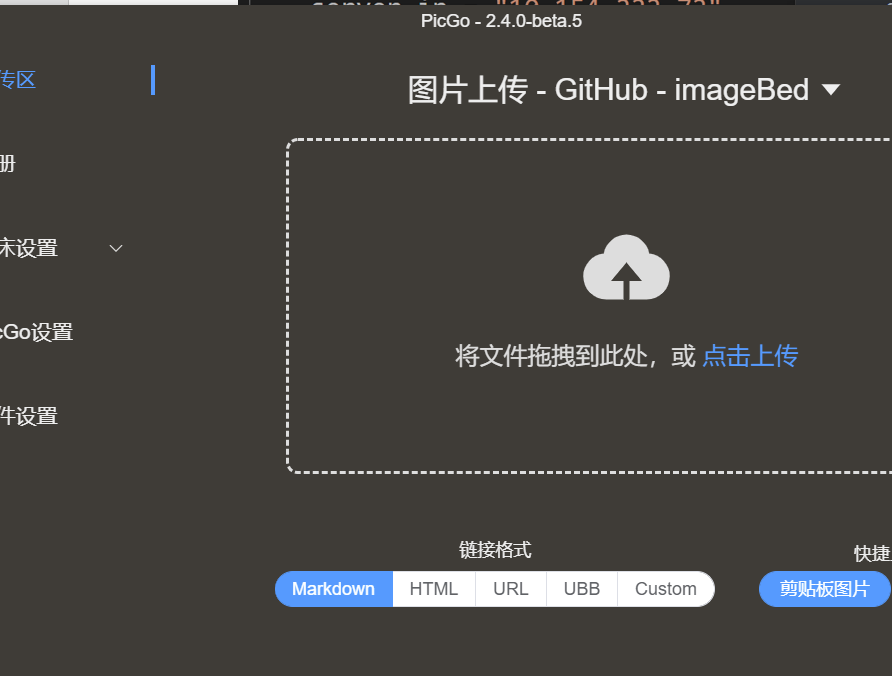 PicGo - 2.4.0-beta.5
传区
图片上传 - GitHub - imageBed
册
床设置
cGo设置
件设置
将文件拖拽到此处，或 点击上传
链接格式
快捷
Markdown HTML URL UBB Custom
剪贴板图片